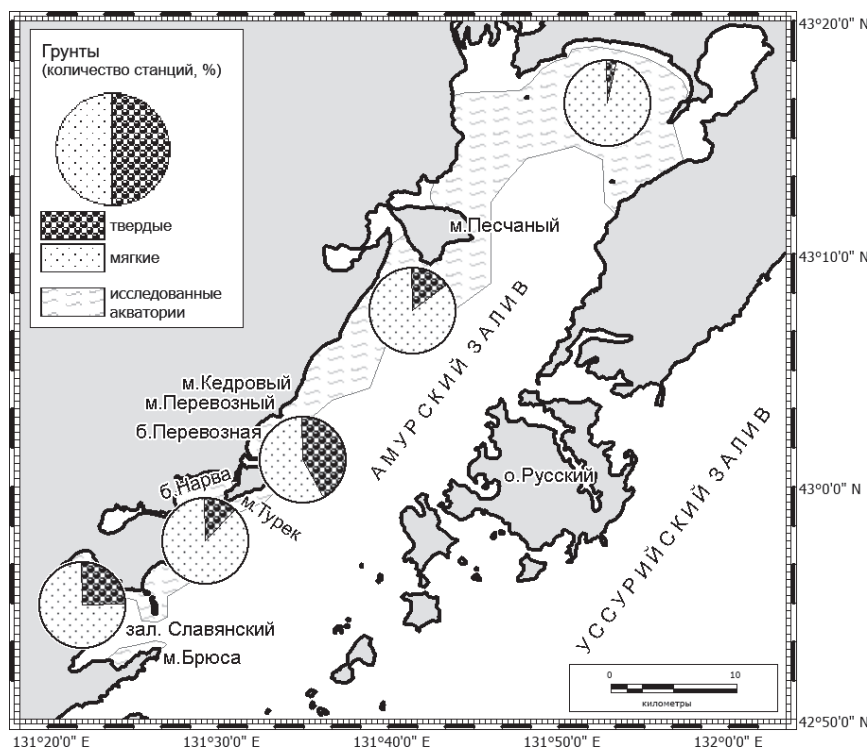 Грунты
(количество станций, %)
твердые
мягкие
исследованные
акватории
м.Песчаный
м.Кедровый
м.Перевозный
б.Перевозная
б.Нарва
м.Турек
зал. Славянский
м.Брюса
АМУРСКИЙ ЗАЛИВ
о.Русский
УССУРИЙСКИЙ ЗАЛИВ
0 10
километры
43°20'0" N
43°10'0" N
43°0'0" N
42°50'0" N
131°20'0" E 131°30'0" E 131°40'0" E 131°50'0" E 132°0'0" E